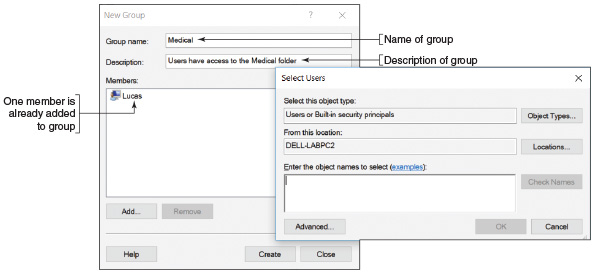 New Group
? ×
Group name: Medical
Name of group
Description: Users have access to the Medical folder
Description of group
Members:
Lucas
One member is
already added
to group
Add... Remove
Help Create Close
Select Users ×
Select this object type:
Users or Built-in security principals Object Types...
From this location:
DELL-LABPC2 Locations...
Enter the object names to select (examples):
Check Names
Advanced... OK Cancel